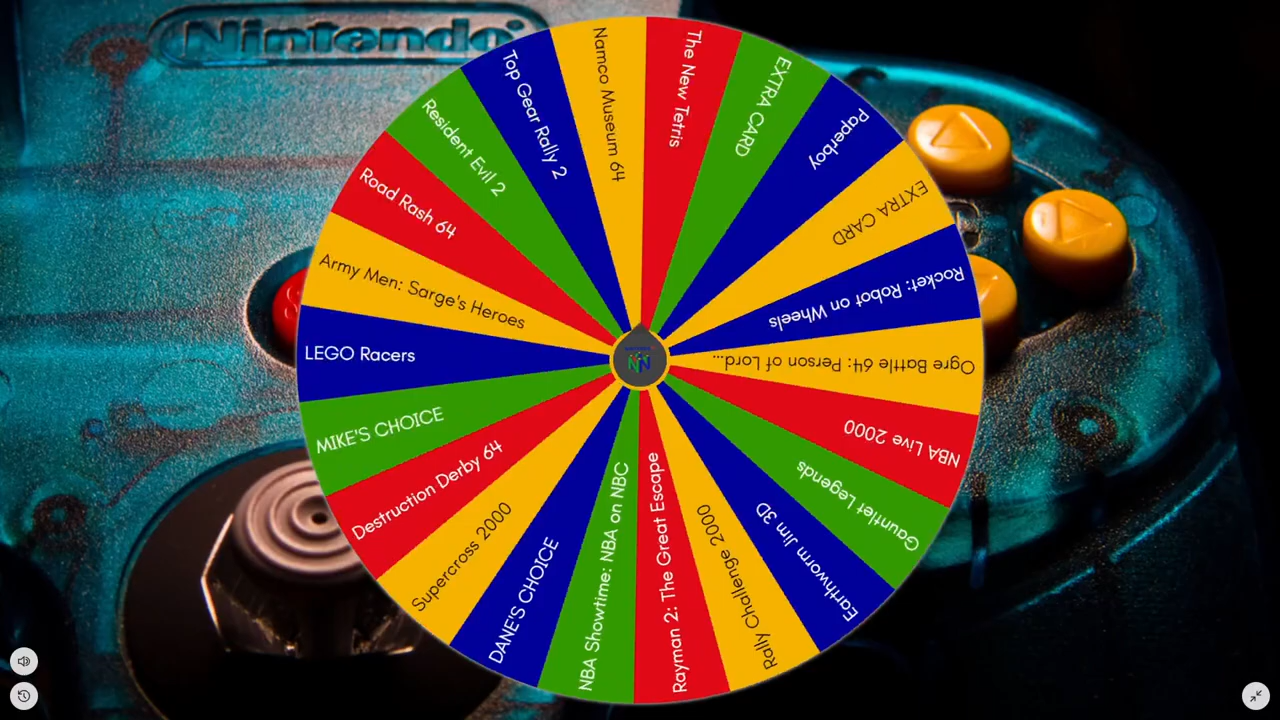 Nintendo
The New Tetris
EXTRA CARD
Paperboy
EXTRA CARD
Rocket: Robot on Wheels
Ogre Battle 64: Person of Lord...
NBA Live 2000
Gauntlet Legends
Earthworm Jim 3D
Rally Challenge 2000
Rayman 2: The Great Escape
NBA Showtime: NBA on NBC
DANE'S CHOICE
Supercross 2000
Destruction Derby 64
MIKE'S CHOICE
LEGO Racers
Army Men: Sarge's Heroes
Road Rash 64
Resident Evil 2
Top Gear Rally 2
Namco Museum 64